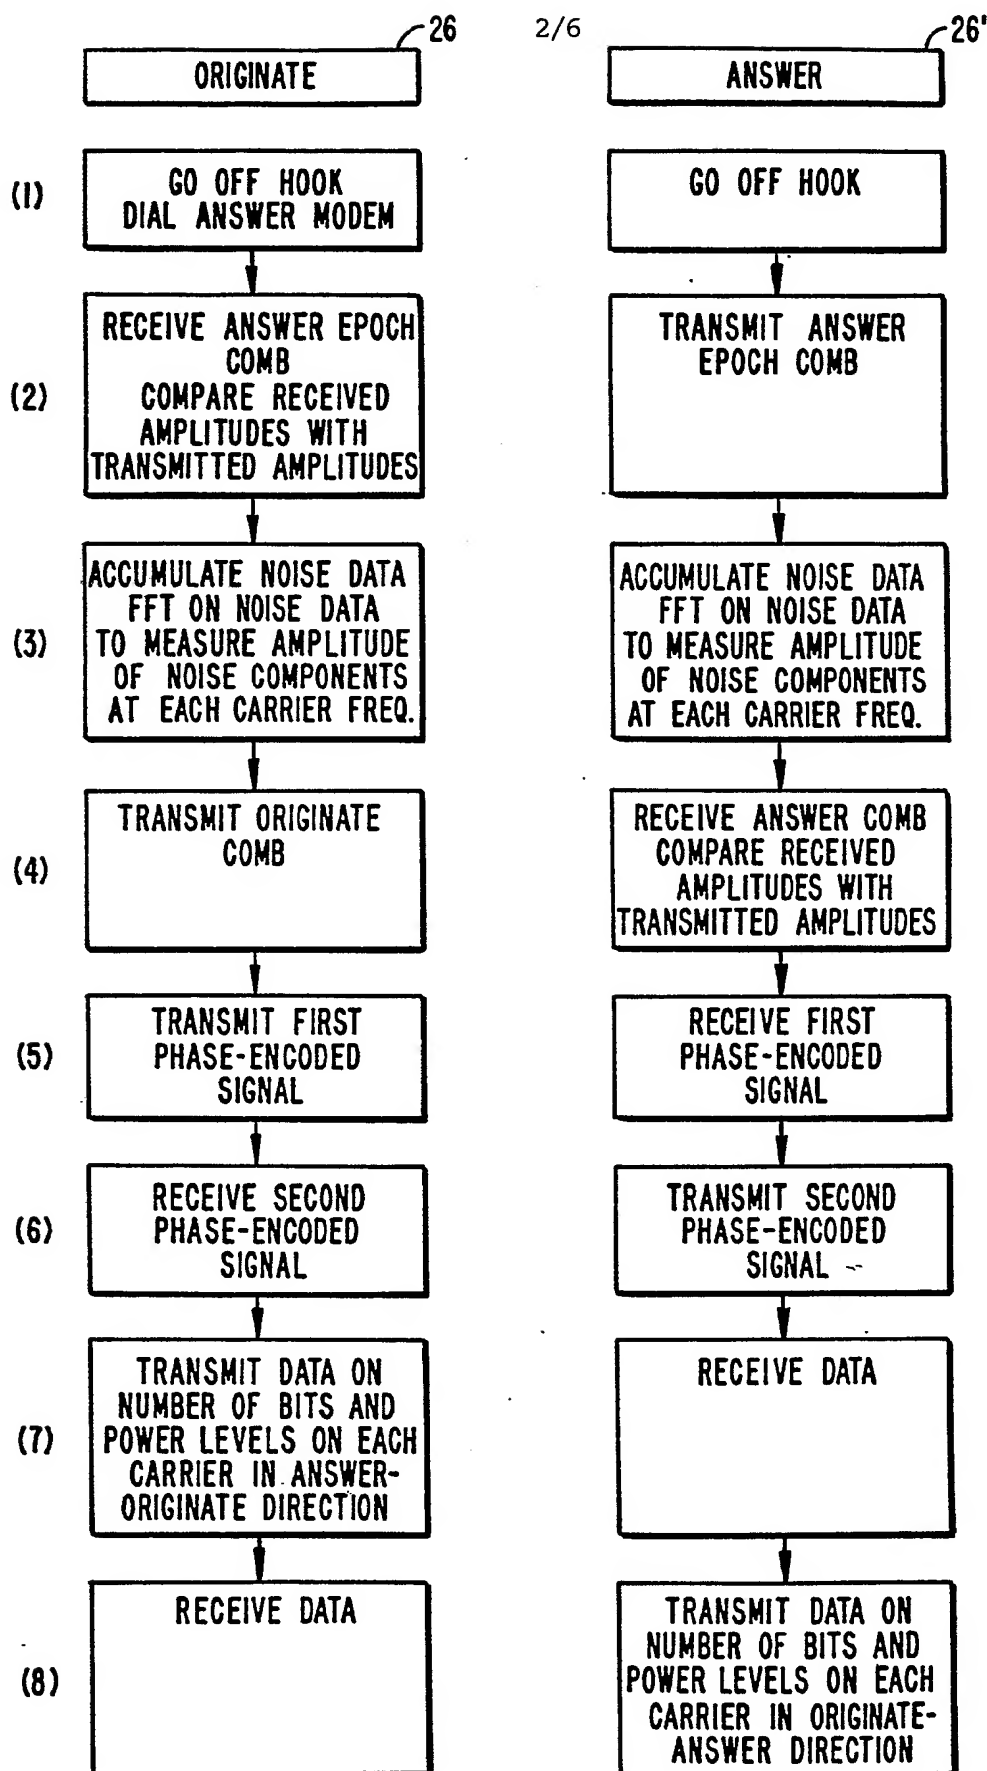 2/6
26
26'
ORIGINATE
ANSWER
(1)
GO OFF HOOK
DIAL ANSWER MODEM
GO OFF HOOK
(2)
RECEIVE ANSWER EPOCH
COMB
COMPARE RECEIVED
AMPLITUDES WITH
TRANSMITTED AMPLITUDES
TRANSMIT ANSWER
EPOCH COMB
(3)
ACCUMULATE NOISE DATA
FFT ON NOISE DATA
TO MEASURE AMPLITUDE
OF NOISE COMPONENTS
AT EACH CARRIER FREQ.
ACCUMULATE NOISE DATA
FFT ON NOISE DATA
TO MEASURE AMPLITUDE
OF NOISE COMPONENTS
AT EACH CARRIER FREQ.
(4)
TRANSMIT ORIGINATE
COMB
RECEIVE ANSWER COMB
COMPARE RECEIVED
AMPLITUDES WITH
TRANSMITTED AMPLITUDES
(5)
TRANSMIT FIRST
PHASE-ENCODED
SIGNAL
RECEIVE FIRST
PHASE-ENCODED
SIGNAL
(6)
RECEIVE SECOND
PHASE-ENCODED
SIGNAL
TRANSMIT SECOND
PHASE-ENCODED
SIGNAL
(7)
TRANSMIT DATA ON
NUMBER OF BITS AND
POWER LEVELS ON EACH
CARRIER IN ANSWER-
ORIGINATE DIRECTION
RECEIVE DATA
(8)
RECEIVE DATA
TRANSMIT DATA ON
NUMBER OF BITS AND
POWER LEVELS ON EACH
CARRIER IN ORIGINATE-
ANSWER DIRECTION